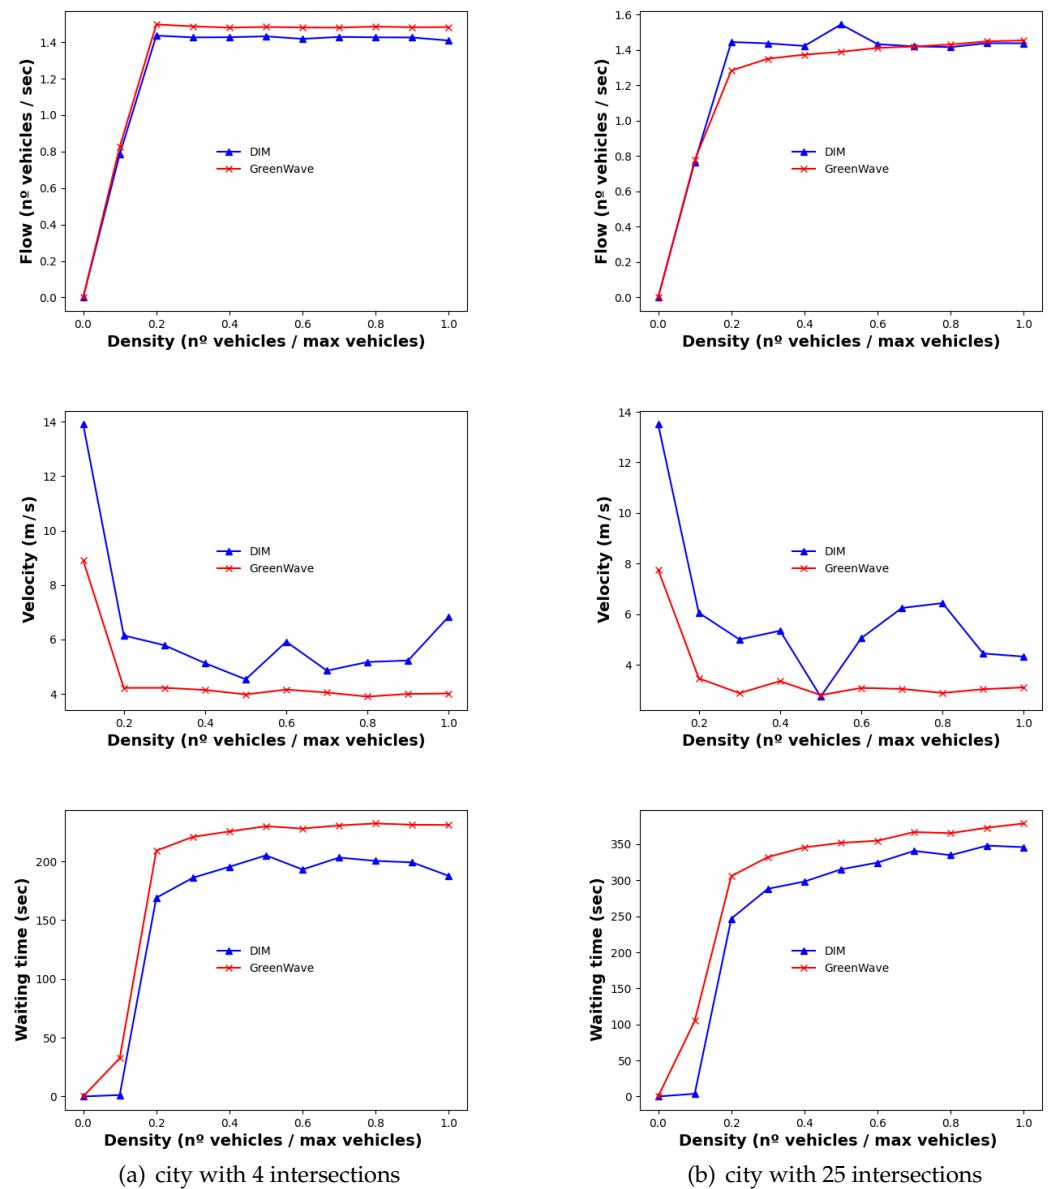 1.4
1.2
1.0
0.8
0.6
0.4
0.2
0.0
Flow (nº vehicles / sec)
DIM
GreenWave
0.0 0.2 0.4 0.6 0.8 1.0
Density (nº vehicles / max vehicles)
1.6
1.4
1.2
1.0
0.8
0.6
0.4
0.2
0.0
Flow (nº vehicles / sec)
DIM
GreenWave
0.0 0.2 0.4 0.6 0.8 1.0
Density (nº vehicles / max vehicles)
14
12
10
8
6
4
Velocity (m/s)
DIM
GreenWave
0.2 0.4 0.6 0.8 1.0
Density (nº vehicles / max vehicles)
14
12
10
8
6
4
Velocity (m/s)
DIM
GreenWave
0.2 0.4 0.6 0.8 1.0
Density (nº vehicles / max vehicles)
200
150
100
50
0
Waiting time (sec)
DIM
GreenWave
0.0 0.2 0.4 0.6 0.8 1.0
Density (nº vehicles / max vehicles)
(a) city with 4 intersections
350
300
250
200
150
100
50
0
Waiting time (sec)
DIM
GreenWave
0.0 0.2 0.4 0.6 0.8 1.0
Density (nº vehicles / max vehicles)
(b) city with 25 intersections